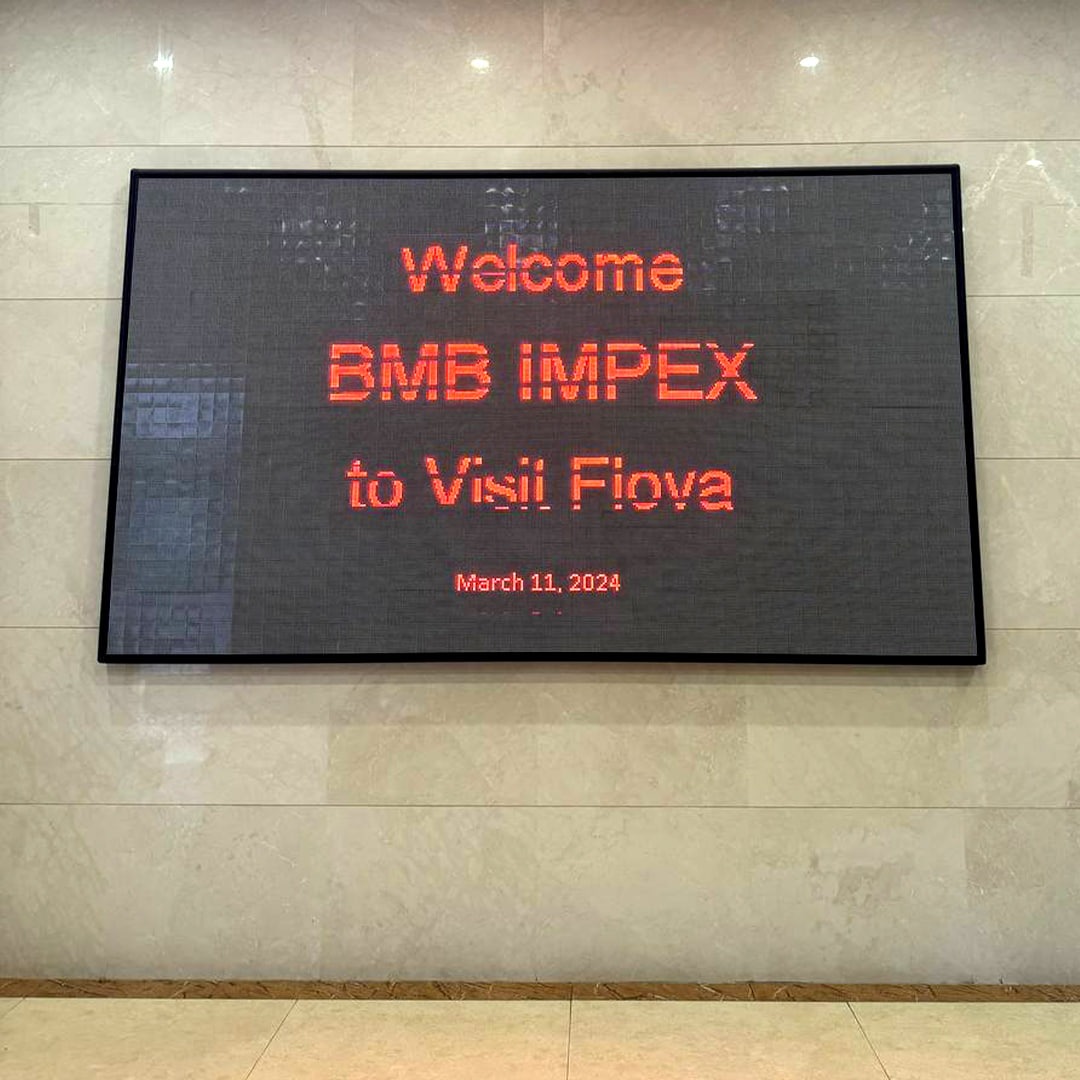 Welcome
BMB IMPEX
to Visit Fiova
March 11, 2024